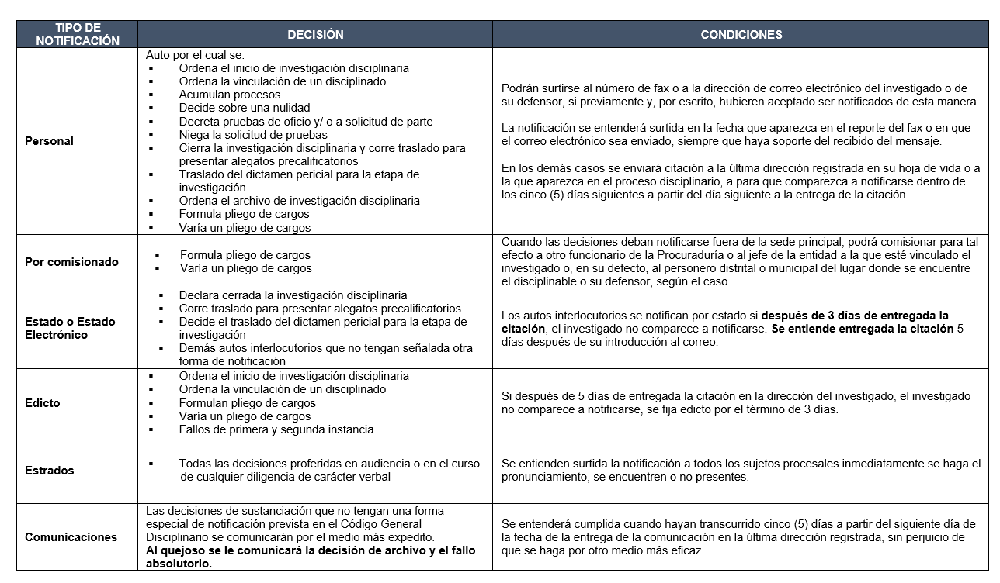 TIPO DE
NOTIFICACIÓN
DECISIÓN
CONDICIONES
Personal
Auto por el cual se:
▪ Ordena el inicio de investigación disciplinaria
▪ Ordena la vinculación de un disciplinado
▪ Acumulan procesos
▪ Decide sobre una nulidad
▪ Decreta pruebas de oficio y/ o a solicitud de parte
▪ Niega la solicitud de pruebas
▪ Cierra la investigación disciplinaria y corre traslado para
presentar alegatos precalificatorios
▪ Traslado del dictamen pericial para la etapa de
investigación
▪ Ordena el archivo de investigación disciplinaria
▪ Formula pliego de cargos
▪ Varía un pliego de cargos
Podrán surtirse al número de fax o a la dirección de correo electrónico del investigado o de
su defensor, si previamente y, por escrito, hubieren aceptado ser notificados de esta manera.
La notificación se entenderá surtida en la fecha que aparezca en el reporte del fax o en que
el correo electrónico sea enviado, siempre que haya soporte del recibido del mensaje.
En los demás casos se enviará citación a la última dirección registrada en su hoja de vida o a
la que aparezca en el proceso disciplinario, a para que comparezca a notificarse dentro de
los cinco (5) días siguientes a partir del día siguiente a la entrega de la citación.
Por comisionado
▪ Formula pliego de cargos
▪ Varía un pliego de cargos
Cuando las decisiones deban notificarse fuera de la sede principal, podrá comisionar para tal
efecto a otro funcionario de la Procuraduría o al jefe de la entidad a la que esté vinculado el
investigado o, en su defecto, al personero distrital o municipal del lugar donde se encuentre
el disciplinable o su defensor, según el caso.
Estado o Estado
Electrónico
▪ Declara cerrada la investigación disciplinaria
▪ Corre traslado para presentar alegatos precalificatorios
▪ Decide el traslado del dictamen pericial para la etapa de
investigación
▪ Demás autos interlocutorios que no tengan señalada otra
forma de notificación
Los autos interlocutorios se notifican por estado si después de 3 días de entregada la
citación, el investigado no comparece a notificarse. Se entiende entregada la citación 5
días después de su introducción al correo.
Edicto
▪ Ordena el inicio de investigación disciplinaria
▪ Ordena la vinculación de un disciplinado
▪ Formulan pliego de cargos
▪ Varía un pliego de cargos
▪ Fallos de primera y segunda instancia
Si después de 5 días de entregada la citación en la dirección del investigado, el investigado
no comparece a notificarse, se fija edicto por el término de 3 días.
Estrados
▪ Todas las decisiones proferidas en audiencia o en el curso
de cualquier diligencia de carácter verbal
Se entienden surtida la notificación a todos los sujetos procesales inmediatamente se haga el
pronunciamiento, se encuentren o no presentes.
Comunicaciones
Las decisiones de sustanciación que no tengan una forma
especial de notificación prevista en el Código General
Disciplinario se comunicarán por el medio más expedito.
Al quejoso se le comunicará la decisión de archivo y el fallo
absolutorio.
Se entenderá cumplida cuando hayan transcurrido cinco (5) días a partir del siguiente día de
la fecha de la entrega de la comunicación en la última dirección registrada, sin perjuicio de
que se haga por otro medio más eficaz